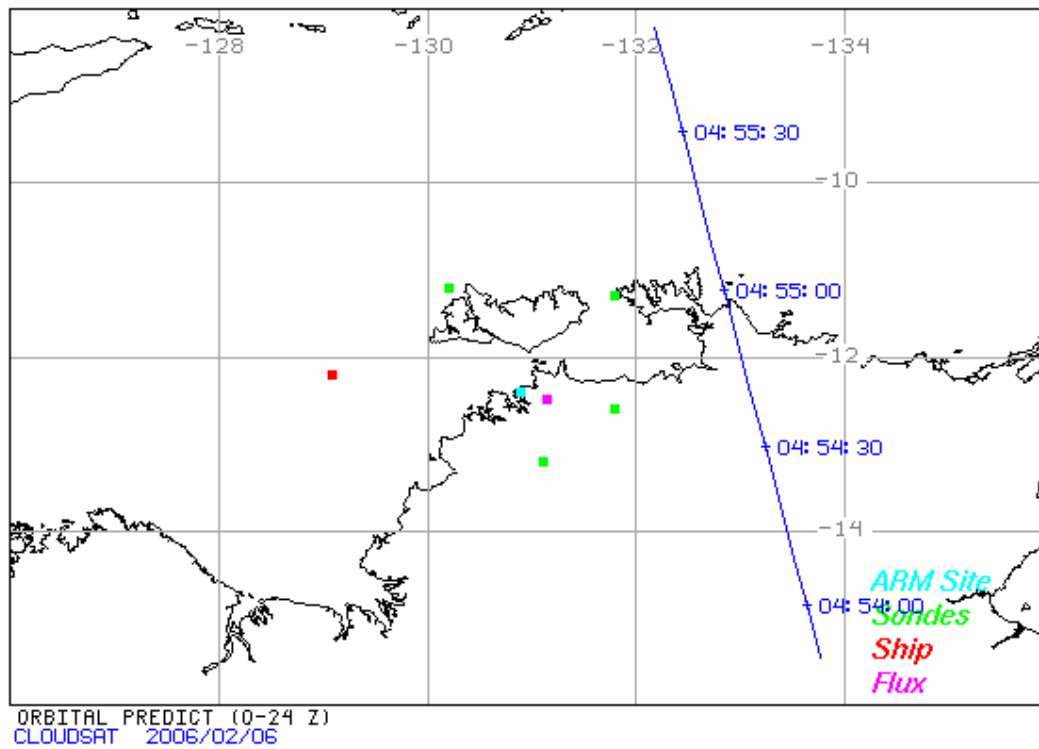 -128 -130 -132 -134
04:55:30
-10
04:55:00
-12
04:54:30
-14
ARM Site
04:54:00
Sondes
Ship
Flux
ORBITAL PREDICT (0-24 Z)
CLOUDSAT 2006/02/06